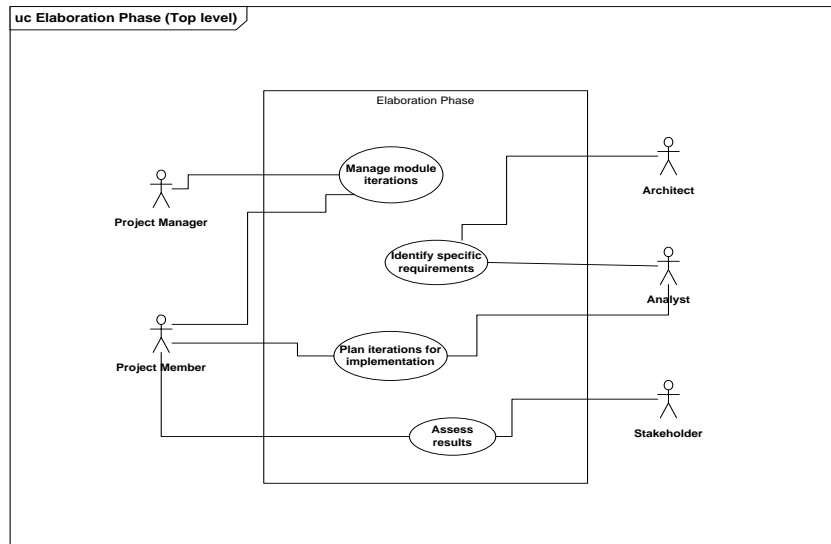 uc Elaboration Phase (Top level)
Elaboration Phase
Manage module
iterations
Project Manager
Architect
Identify specific
requirements
Analyst
Plan iterations for
implementation
Project Member
Assess
results
Stakeholder